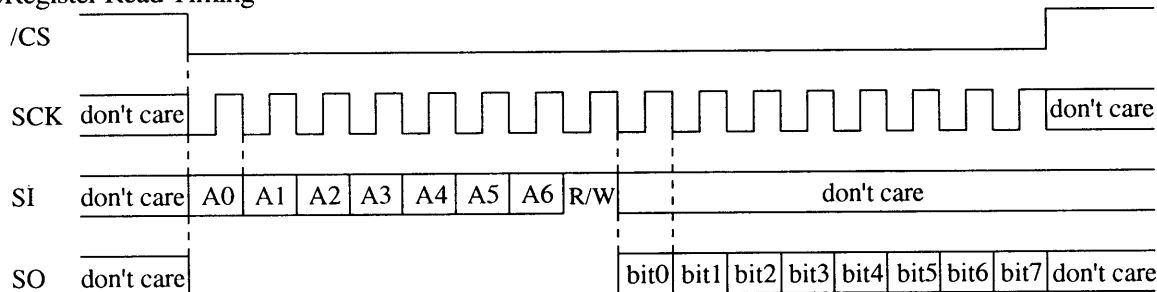 Register Read Timing
/CS
SCK don't care don't care
SI don't care A0 A1 A2 A3 A4 A5 A6 R/W don't care
SO don't care bit0 bit1 bit2 bit3 bit4 bit5 bit6 bit7 don't care